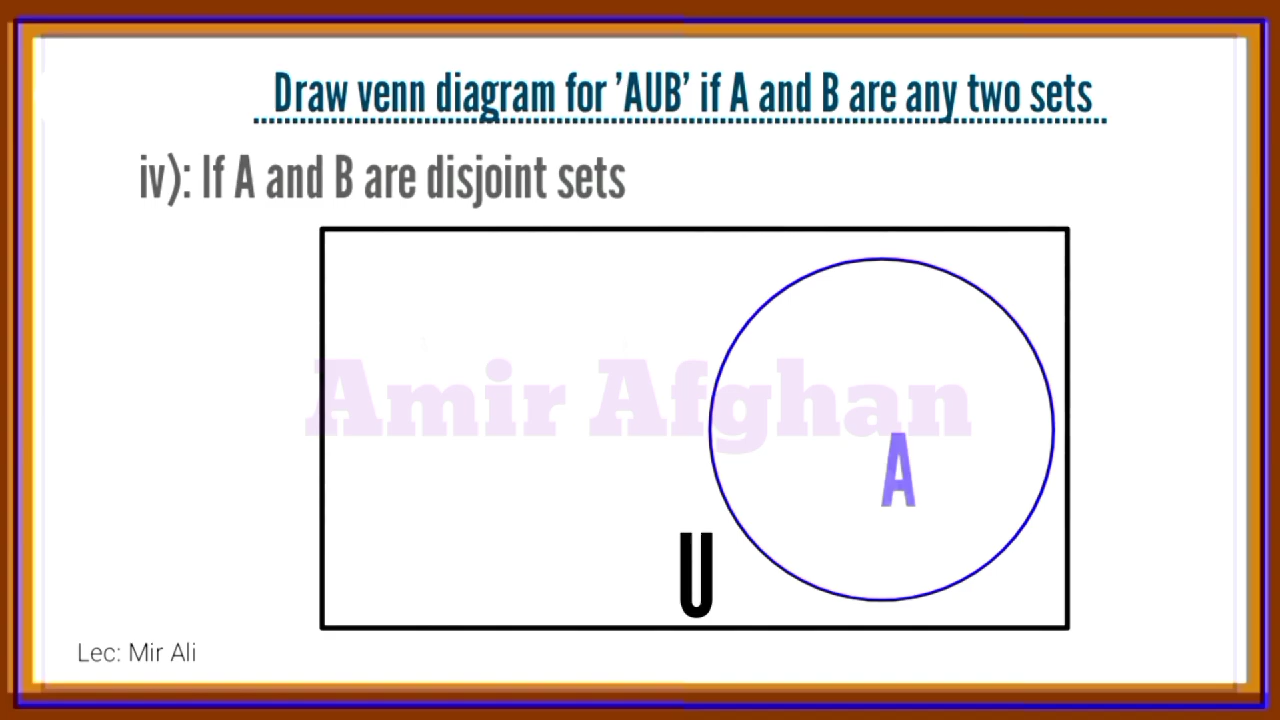 Draw venn diagram for 'AUB' if A and B are any two sets
iv): If A and B are disjoint sets
Amir Afghan
A
U
Lec: Mir Ali